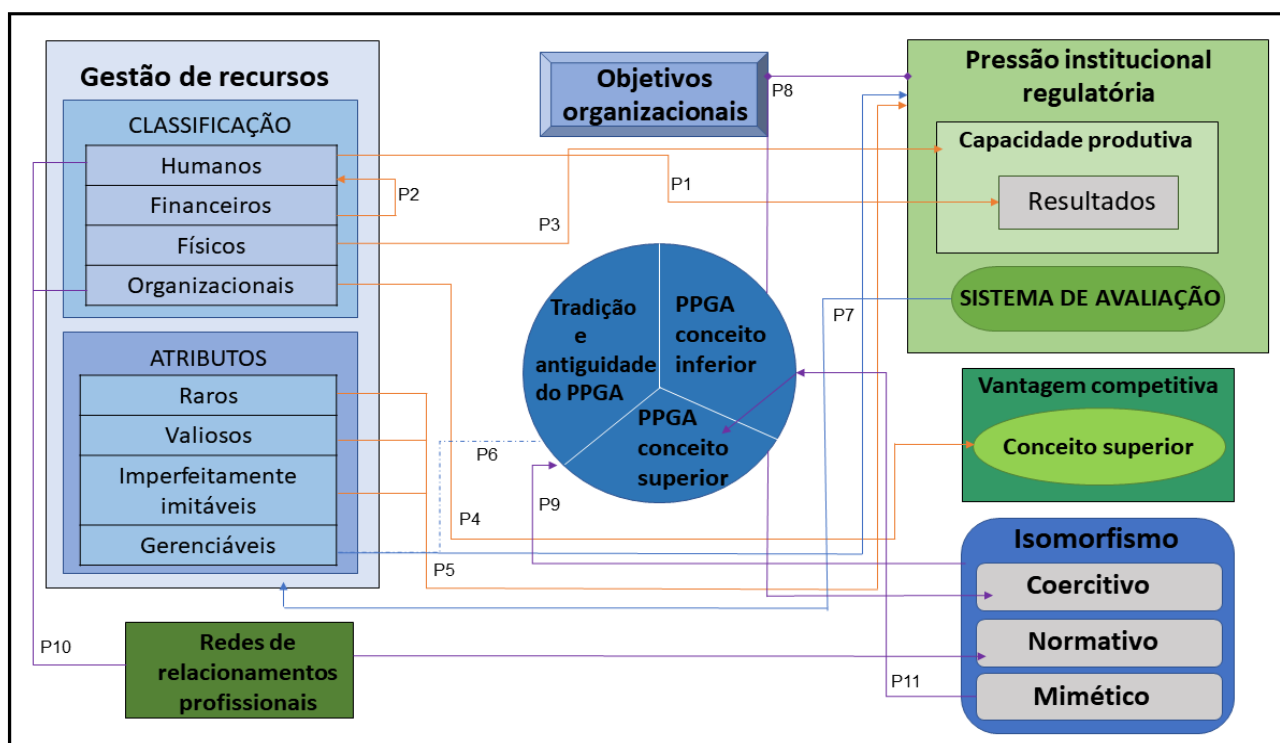 Gestão de recursos
CLASSIFICAÇÃO
Humanos
Financeiros
Físicos
Organizacionais
P2
ATRIBUTOS
Raros
Valiosos
Imperfeitamente
imitáveis
Gerenciáveis
P10
Redes de
relacionamentos
profissionais
Objetivos
organizacionais
P8
P1
P3
Tradição
e
antiguidade
do PPGA
PPGA
conceito
inferior
PPGA
conceito
superior
P7
P6
P9
P4
P5
P11
Pressão institucional
regulatória
Capacidade produtiva
Resultados
SISTEMA DE AVALIAÇÃO
Vantagem competitiva
Conceito superior
Isomorfismo
Coercitivo
Normativo
Mimético